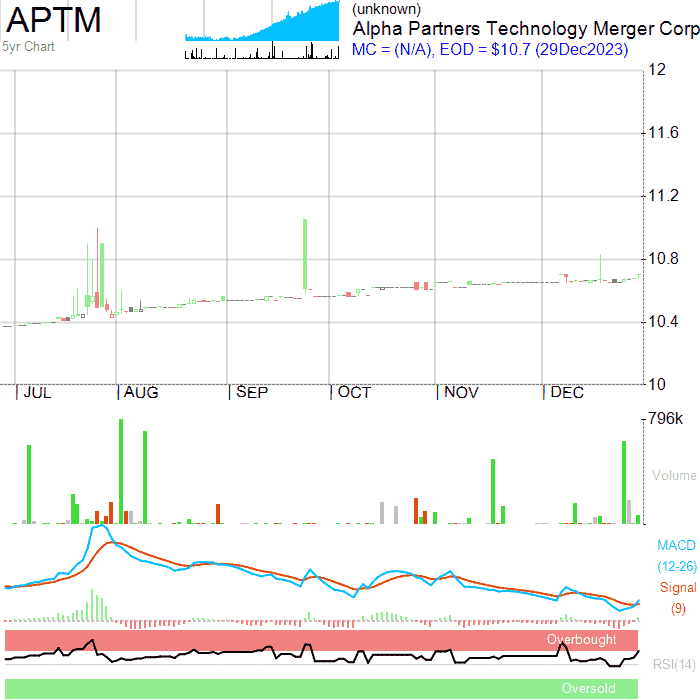 APTM
5yr Chart
(unknown)
Alpha Partners Technology Merger Corp
MC = (N/A), EOD = $10.7 (29Dec2023)
12
11.6
11.2
10.8
10.4
10
JUL AUG SEP OCT NOV DEC
796k
Volume
MACD
(12-26)
Signal
(9)
Overbought
RSI(14)
Oversold